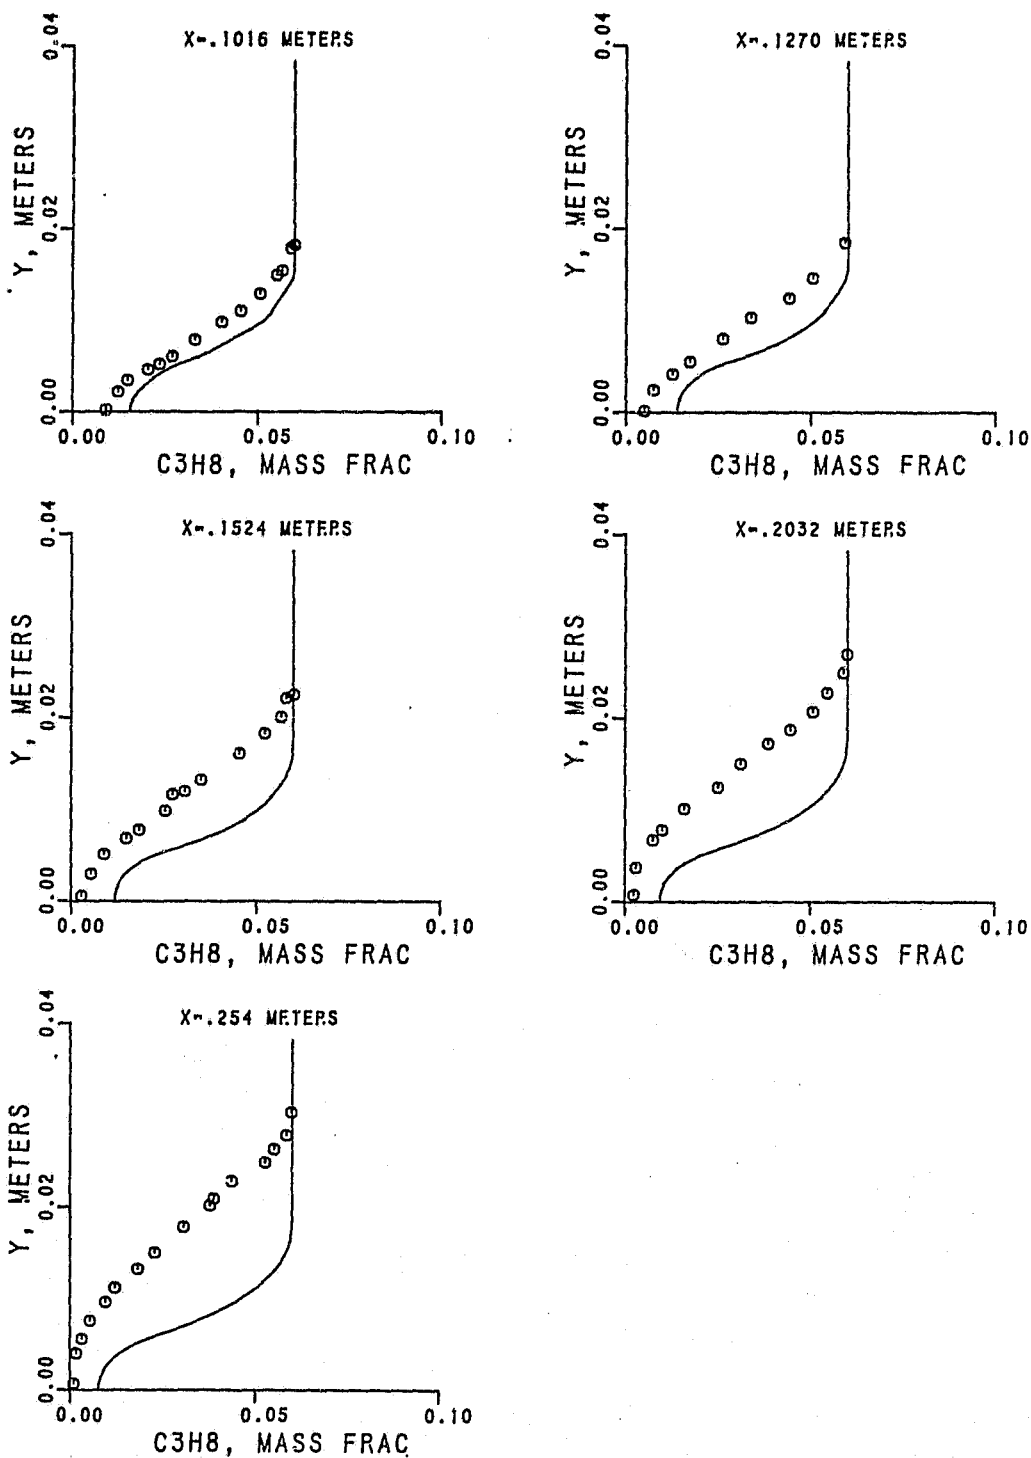 X=.1016 METERS
0.04
0.02
0.00
Y, METERS
0.00 0.05 0.10
C3H8, MASS FRAC
X=.1270 METERS
0.04
0.02
0.00
Y, METERS
0.00 0.05 0.10
C3H8, MASS FRAC
X=.1524 METERS
0.04
0.02
0.00
Y, METERS
0.00 0.05 0.10
C3H8, MASS FRAC
X=.2032 METERS
0.04
0.02
0.00
Y, METERS
0.00 0.05 0.10
C3H8, MASS FRAC
X=.254 METERS
0.04
0.02
0.00
Y, METERS
0.00 0.05 0.10
C3H8, MASS FRAC